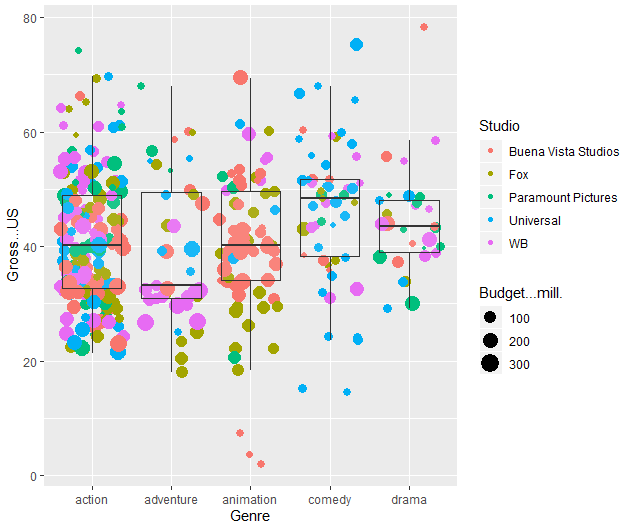 80
60
40
20
0
Gross...US
action
adventure
animation
comedy
drama
Genre
Studio
Buena Vista Studios
Fox
Paramount Pictures
Universal
WB
Budget...mill.
100
200
300